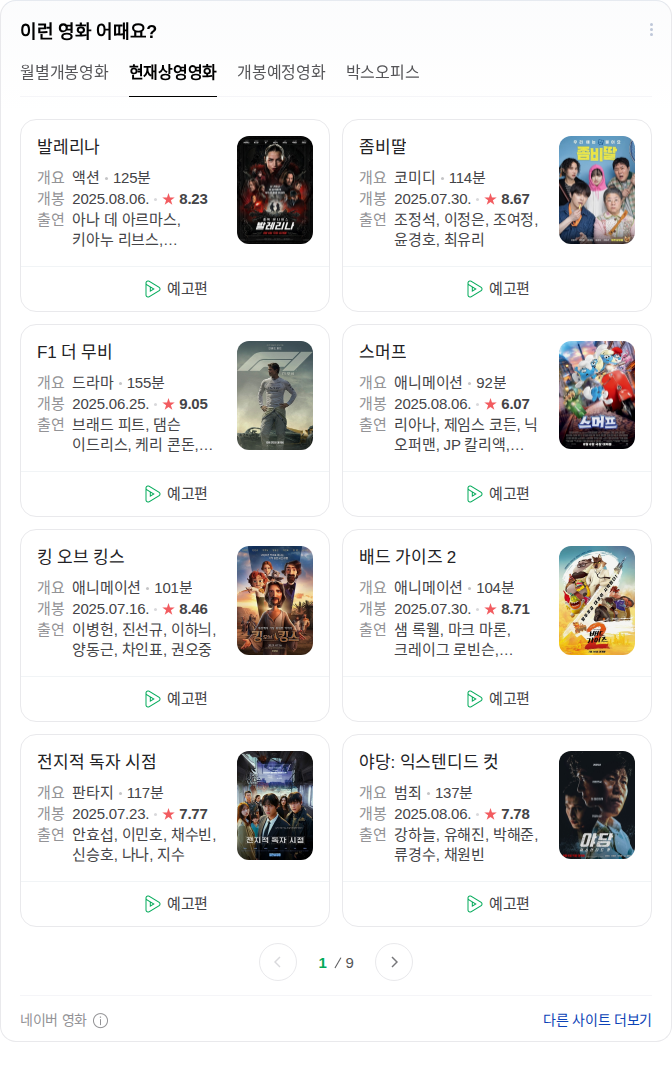 이런 영화 어때요?
월별개봉영화 현재상영영화 개봉예정영화 박스오피스
발레리나
개요 액션 · 125분
개봉 2025.08.06. · ★ 8.23
출연 아나 데 아르마스,
키아누 리브스,...
발레리나
예고편
좀비딸
개요 코미디 · 114분
개봉 2025.07.30. · ★ 8.67
출연 조정석, 이정은, 조여정,
윤경호, 최유리
좀비딸
예고편
F1 더 무비
개요 드라마 · 155분
개봉 2025.06.25. · ★ 9.05
출연 브래드 피트, 댐슨
이드리스, 케리 콘돈,...
예고편
스머프
개요 애니메이션 · 92분
개봉 2025.08.06. · ★ 6.07
출연 리아나, 제임스 코든, 닉
오퍼맨, JP 칼리액,...
스머프
예고편
킹 오브 킹스
개요 애니메이션 · 101분
개봉 2025.07.16. · ★ 8.46
출연 이병헌, 진선규, 이하늬,
양동근, 차인표, 권오중
킹 오브 킹스
예고편
배드 가이즈 2
개요 애니메이션 · 104분
개봉 2025.07.30. · ★ 8.71
출연 샘 록웰, 마크 마론,
크레이그 로빈슨,...
배드 가이즈 2
예고편
전지적 독자 시점
개요 판타지 · 117분
개봉 2025.07.23. · ★ 7.77
출연 안효섭, 이민호, 채수빈,
신승호, 나나, 지수
전지적 독자 시점
예고편
야당: 익스텐디드 컷
개요 범죄 · 137분
개봉 2025.08.06. · ★ 7.78
출연 강하늘, 유해진, 박해준,
류경수, 채원빈
야당
예고편
1 / 9
네이버 영화
다른 사이트 더보기